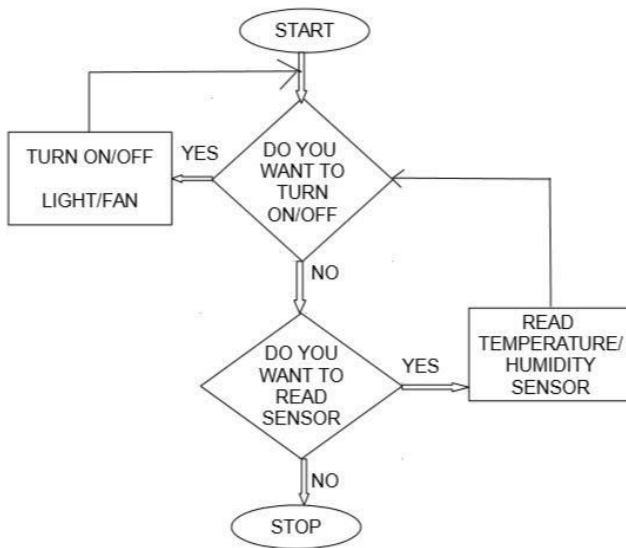 START
TURN ON/OFF
LIGHT/FAN
YES
DO YOU
WANT TO
TURN
ON/OFF
NO
DO YOU
WANT TO
READ
SENSOR
YES
READ
TEMPERATURE/
HUMIDITY
SENSOR
NO
STOP